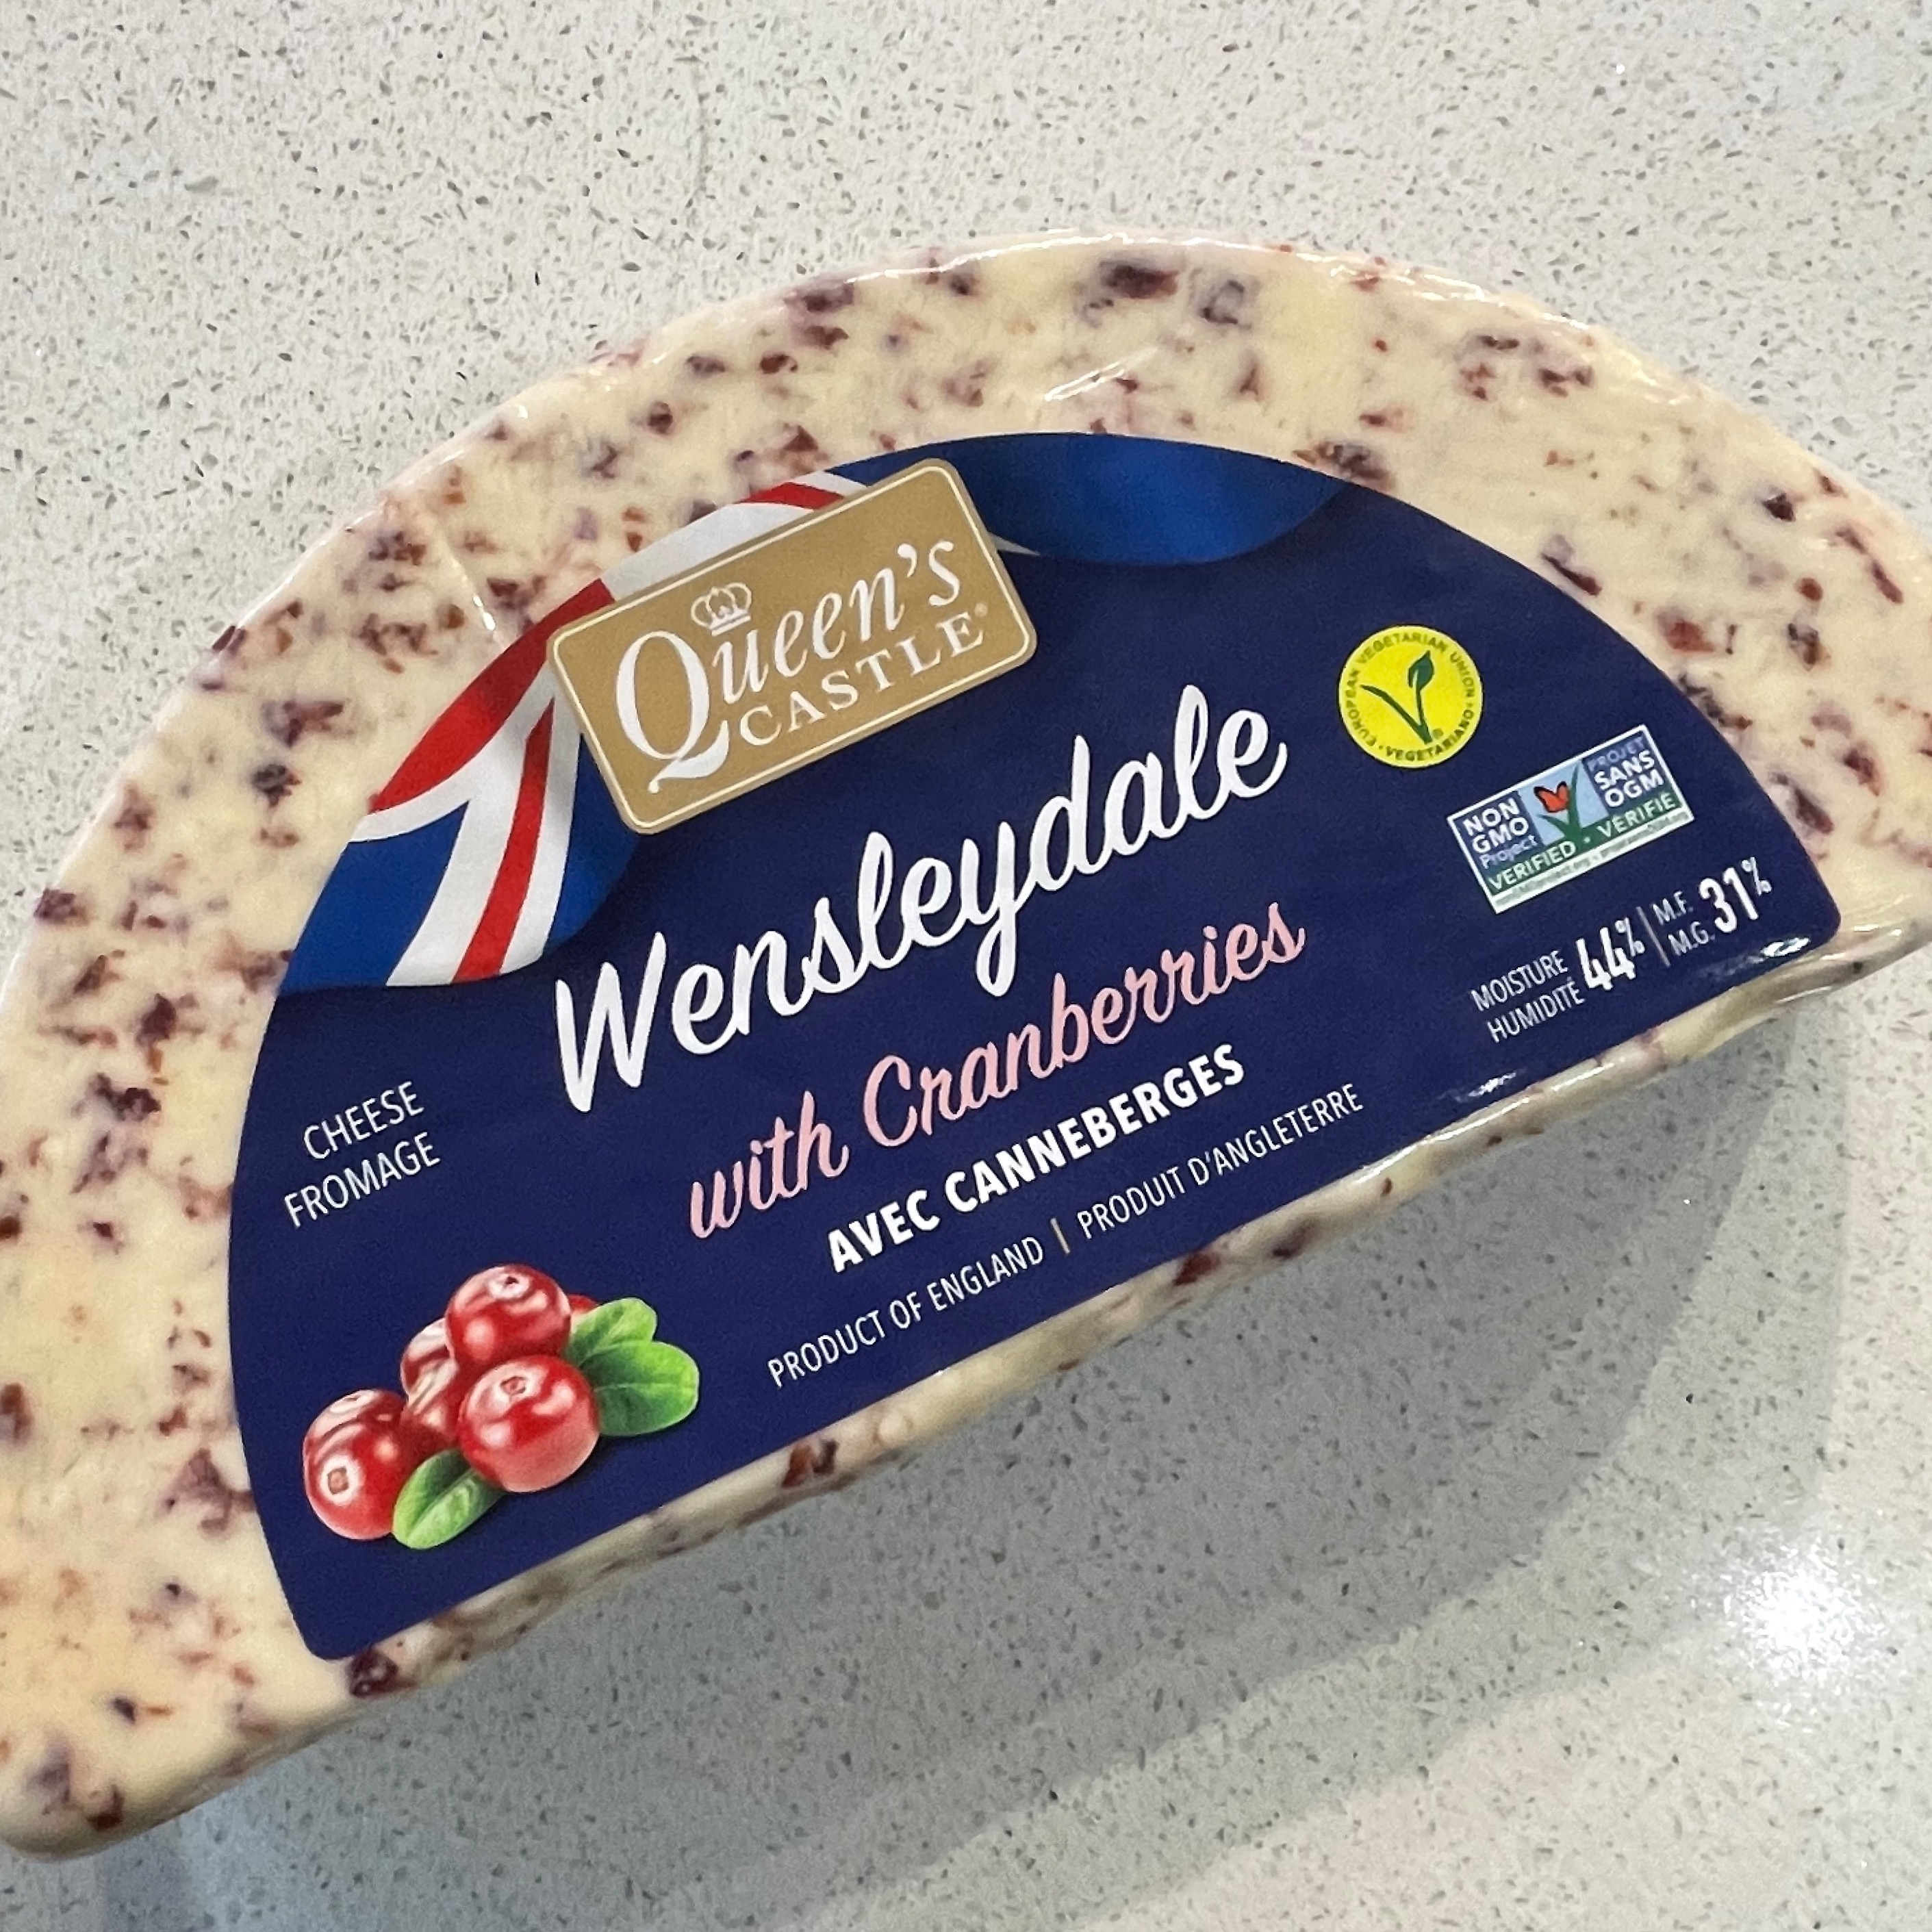 Queen's
CASTLE®
Wensleydale
with Cranberries
AVEC CANNEBERGES
PRODUCT OF ENGLAND | PRODUIT D'ANGLETERRE
CHEESE
FROMAGE
EUROPEAN VEGETARIAN UNION
• VEGETARIANO •
NON
GMO
Project
VERIFIED
PROJET
SANS
OGM
VÉRIFIÉ
MOISTURE
HUMIDITÉ
44%
M.F.
M.G.
31%